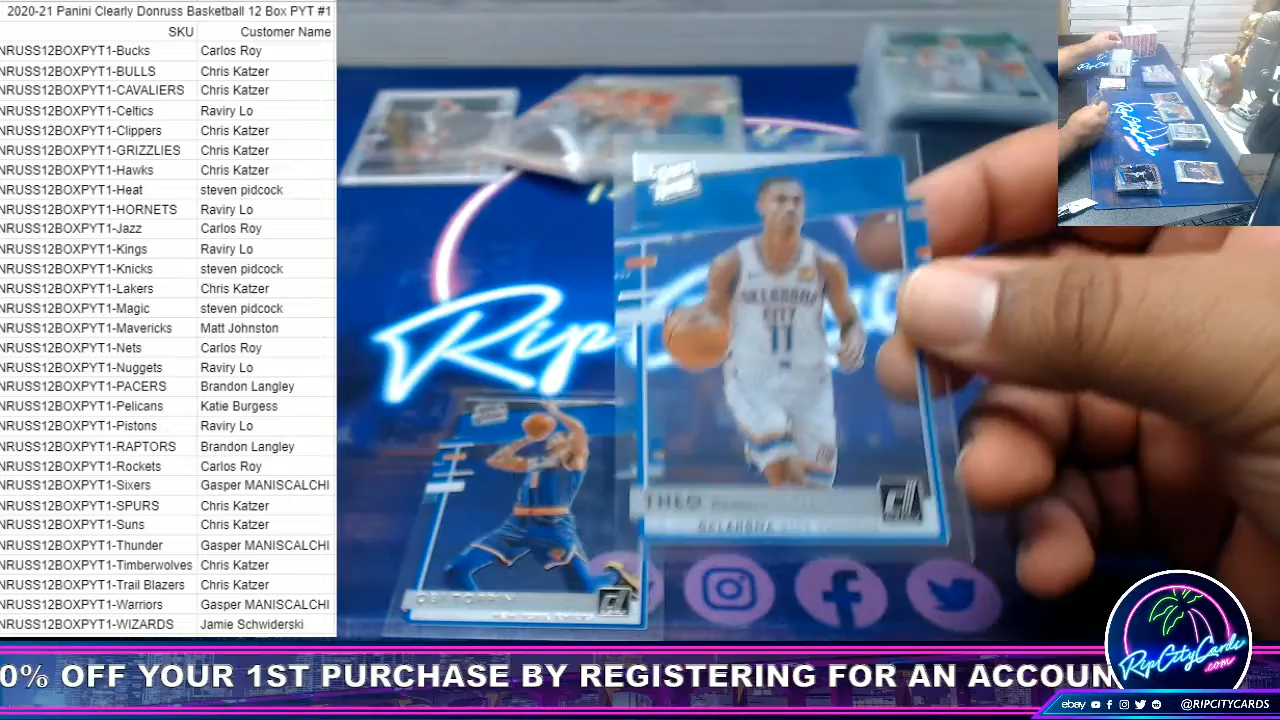 2020-21 Panini Clearly Donruss Basketball 12 Box PYT #1
SKU Customer Name
NRUSS12BOXPYT1-Bucks Carlos Roy
NRUSS12BOXPYT1-BULLS Chris Katzer
NRUSS12BOXPYT1-CAVALIERS Chris Katzer
NRUSS12BOXPYT1-Celtics Raviry Lo
NRUSS12BOXPYT1-Clippers Chris Katzer
NRUSS12BOXPYT1-GRIZZLIES Chris Katzer
NRUSS12BOXPYT1-Hawks Chris Katzer
NRUSS12BOXPYT1-Heat steven pidcock
NRUSS12BOXPYT1-HORNETS Raviry Lo
NRUSS12BOXPYT1-Jazz Carlos Roy
NRUSS12BOXPYT1-Kings Raviry Lo
NRUSS12BOXPYT1-Knicks steven pidcock
NRUSS12BOXPYT1-Lakers Chris Katzer
NRUSS12BOXPYT1-Magic steven pidcock
NRUSS12BOXPYT1-Mavericks Matt Johnston
NRUSS12BOXPYT1-Nets Carlos Roy
NRUSS12BOXPYT1-Nuggets Raviry Lo
NRUSS12BOXPYT1-PACERS Brandon Langley
NRUSS12BOXPYT1-Pelicans Katie Burgess
NRUSS12BOXPYT1-Pistons Raviry Lo
NRUSS12BOXPYT1-RAPTORS Brandon Langley
NRUSS12BOXPYT1-Rockets Carlos Roy
NRUSS12BOXPYT1-Sixers Gasper MANISCALCHI
NRUSS12BOXPYT1-SPURS Chris Katzer
NRUSS12BOXPYT1-Suns Chris Katzer
NRUSS12BOXPYT1-Thunder Gasper MANISCALCHI
NRUSS12BOXPYT1-Timberwolves Chris Katzer
NRUSS12BOXPYT1-Trail Blazers Chris Katzer
NRUSS12BOXPYT1-Warriors Gasper MANISCALCHI
NRUSS12BOXPYT1-WIZARDS Jamie Schwiderski
Rip
OKLAHOMA
CITY
11
THEO
OKLAHOMA
0% OFF YOUR 1ST PURCHASE BY REGISTERING FOR AN ACCOUN
RipCityCards
.com
ebay @RIPCITYCARDS